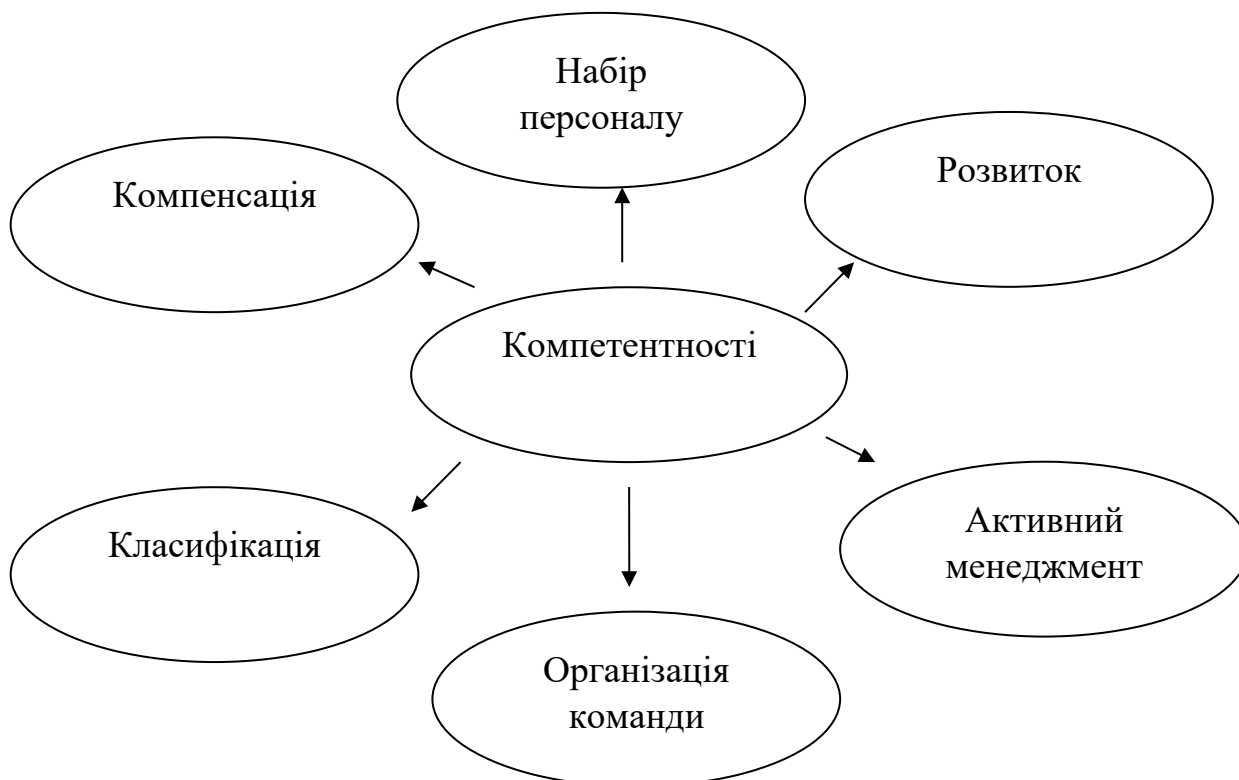 Набір
персоналу
Компенсація
Розвиток
Компетентності
Класифікація
Активний
менеджмент
Організація
команди